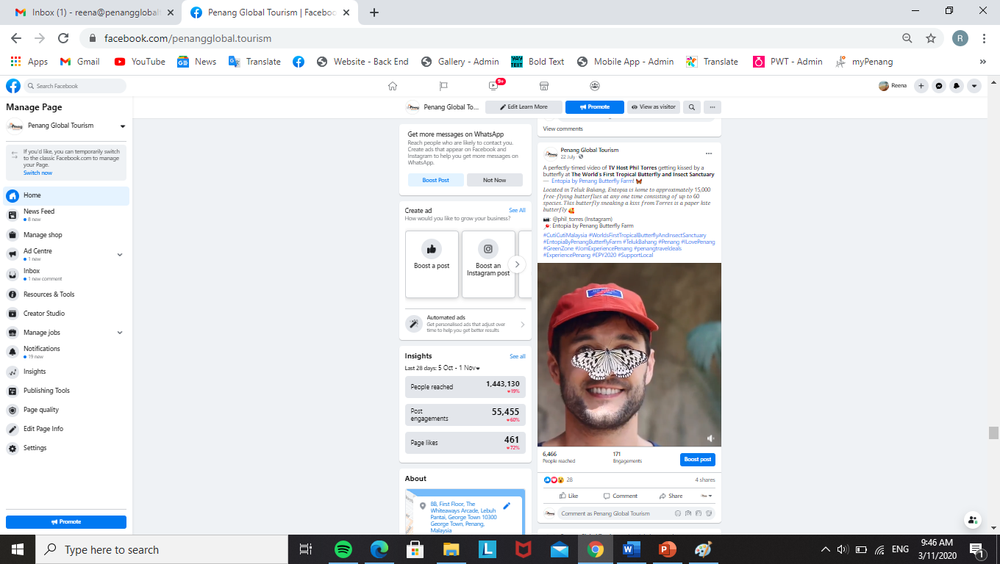 Inbox (1) - reena@penangglobalt
Penang Global Tourism | Faceboo
facebook.com/penangglobal.tourism
R
Apps
Gmail
YouTube
News
Translate
Website - Back End
Gallery - Admin
YAY TEXT
Bold Text
Mobile App - Admin
Translate
PWT - Admin
myPenang
»
Search Facebook
9+
Reena
Manage Page
Penang Global Tourism
If you'd like, you can temporarily switch
to the classic Facebook.com to manage
your Page.
Switch now
Home
News Feed
8 new
Manage shop
Ad Centre
1 new
Inbox
1 new comment
Resources & Tools
Creator Studio
Manage jobs
Notifications
19 new
Insights
Publishing Tools
Page quality
Edit Page Info
Settings
Promote
Penang Global To...
Edit Learn More
Promote
View as visitor
Get more messages on WhatsApp
Reach people who are likely to contact you.
Create ads that appear on Facebook and
Instagram to help you get more messages on
WhatsApp.
Boost Post
Not Now
Create ad
See All
How would you like to grow your business?
Boost a post
Boost an
Instagram post
Automated ads
Get personalised ads that adjust over
time to help you get better results
Insights
See all
Last 28 days: 5 Oct - 1 Nov
People reached
1,443,130
19%
Post
engagements
55,455
60%
Page likes
461
72%
About
8B, First Floor, The
Whiteaways Arcade, Lebuh
Pantai, George Town 10300
George Town, Penang,
Malaysia
View comments
Penang Global Tourism
22 July ·
A perfectly-timed video of TV Host Phil Torres getting kissed by a
butterfly at The World's First Tropical Butterfly and Insect Sanctuary
— Entopia by Penang Butterfly Farm! 🦋
Located in Teluk Bahang, Entopia is home to approximately 15,000
free-flying butterflies at any one time consisting of up to 60
species. This butterfly sneaking a kiss from Torres is a paper kite
butterfly 🥰
📷: @phil_torres (Instagram)
📍: Entopia by Penang Butterfly Farm
#CutiCutiMalaysia #WorldsFirstTropicalButterflyAndInsectSanctuary
#EntopiaByPenangButterflyFarm #TelukBahang #Penang #ILovePenang
#GreenZone #JomExperiencePenang #penangtraveldeals
#ExperiencePenang #EPY2020 #SupportLocal
6,466
People reached
171
Engagements
Boost post
28
4 shares
Like
Comment
Share
Comment as Penang Global Tourism
Type here to search
L
W
P
ENG
9:46 AM
3/11/2020
1